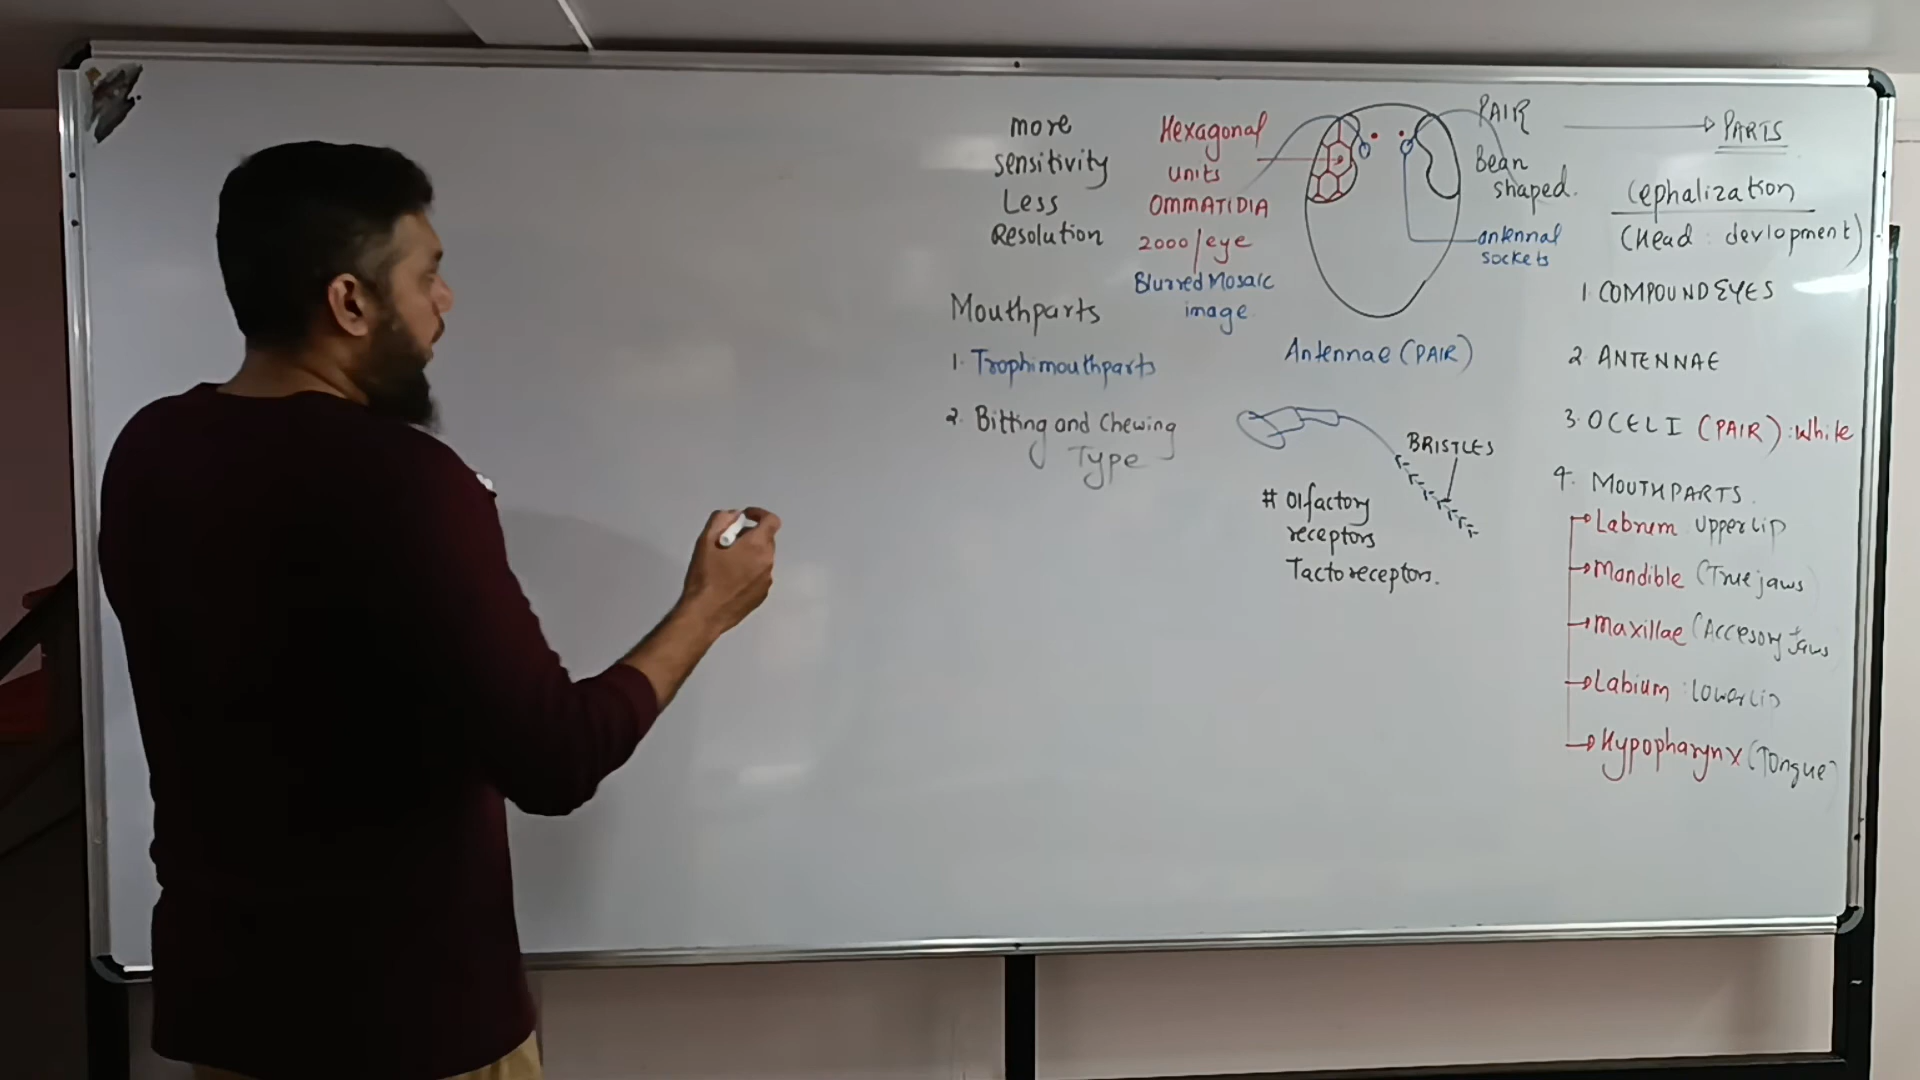 more
sensitivity
Less
Resolution
Hexagonal
units
OMMATIDIA
2000/eye
Blurred Mosaic
image
PAIR
Bean
shaped.
antennal
sockets
PARTS
Cephalization
(Head : devlopment)
1. COMPOUND EYES
2. ANTENNAE
3. OCELI (PAIR) : White
4. MOUTHPARTS
Labrum : upper lip
Mandible (True jaws
Maxillae (Accesory Jaws
Labium : lower lip
Hypopharynx (Tongue)
Mouthparts
1. Trophimouthparts
2. Bitting and Chewing
Type
Antennae (PAIR)
BRISTLES
# Olfactory
receptors
Tactoreceptors.